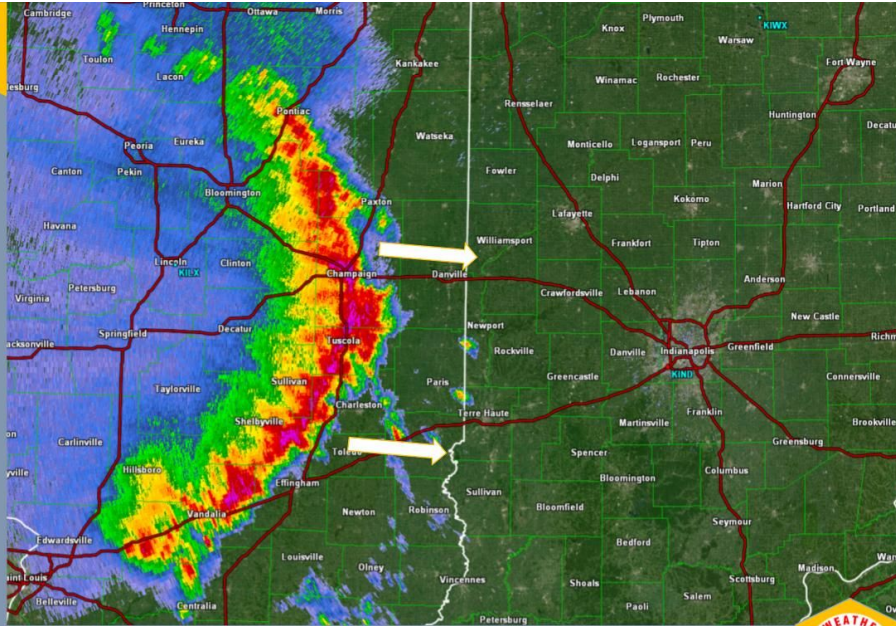 Princeton
Cambridge
Ottawa
Morris
Plymouth
Knox
KIWX
Hennepin
Warsaw
Toulon
Kankakee
Fort Wayne
Lacon
Winamac
Rochester
lesburg
Rensselaer
Pontiac
Huntington
Decatu
Watseka
Peoria
Eureka
Monticello
Logansport
Peru
Canton
Pekin
Fowler
Delphi
Marion
Bloomington
Paxton
Kokomo
Hartford City
Portland
Lafayette
Havana
Williamsport
Frankfort
Tipton
Lincoln
Clinton
KILX
Champaign
Danville
Anderson
Petersburg
Crawfordsville
Lebanon
Virginia
New Castle
Springfield
Decatur
Newport
Richm
acksonville
Tuscola
Rockville
Danville
Indianapolis
Greenfield
KIND
Sullivan
Paris
Greencastle
Connersville
Taylorville
Charleston
Terre Haute
Franklin
Shelbyville
Martinsville
Brookville
on
Carlinville
Greensburg
Toledo
Spencer
yville
Hillsboro
Columbus
Effingham
Bloomington
Sullivan
Vandalia
Newton
Robinson
Bloomfield
Seymour
Edwardsville
Bedford
Louisville
Olney
Madison
aint Louis
Vincennes
Shoals
Scottsburg
Belleville
Salem
Centralia
Paoli
Petersburg
WEATHE